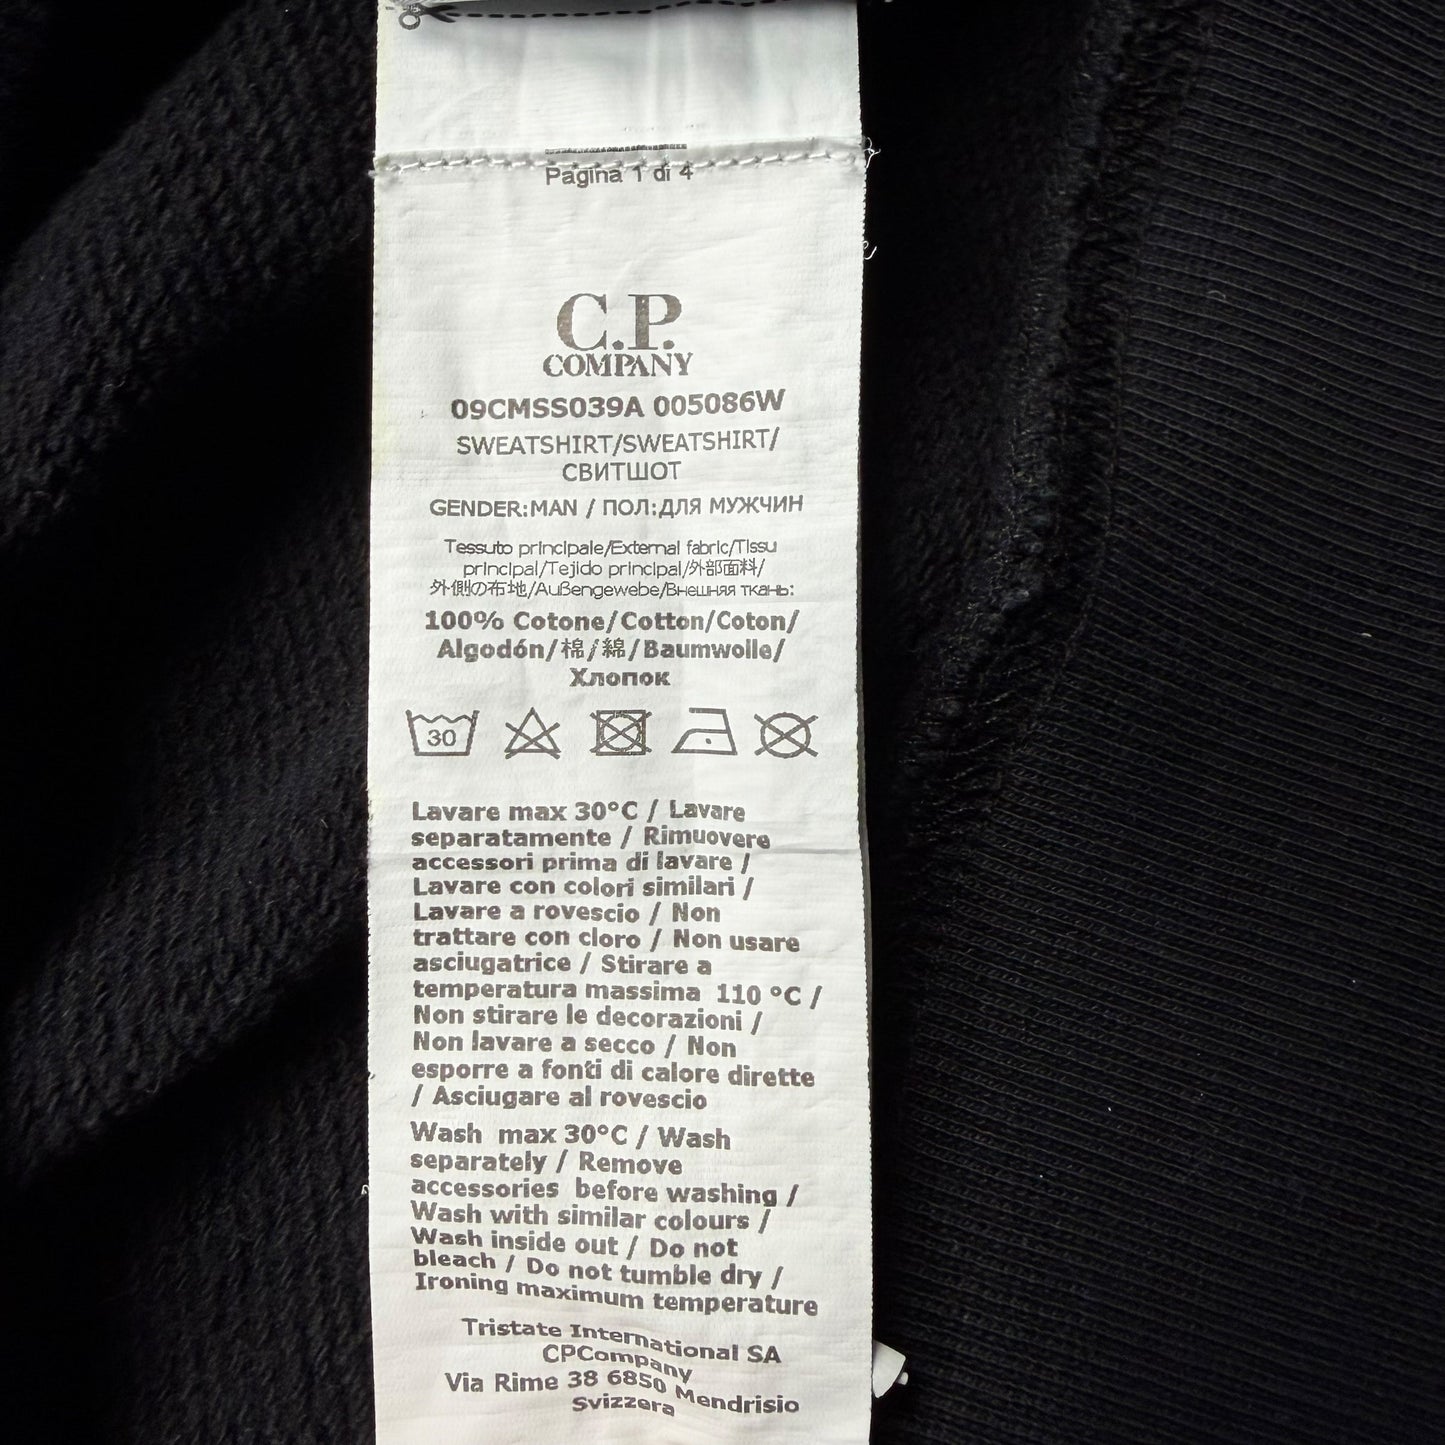 Pagina 1 di 4
C.P.
COMPANY
09CMSS039A 005086W
SWEATSHIRT/SWEATSHIRT/
СВИТШОТ
GENDER:MAN / ПОЛ:ДЛЯ МУЖЧИН
Tessuto principale/External fabric/Tissu
principal/Tejido principal/外部面料/
外側の布地/Außengewebe/Внешняя ткань:
100% Cotone/Cotton/Coton/
Algodón/棉/綿/Baumwolle/
Хлопок
30
Lavare max 30°C / Lavare
separatamente / Rimuovere
accessori prima di lavare /
Lavare con colori similari /
Lavare a rovescio / Non
trattare con cloro / Non usare
asciugatrice / Stirare a
temperatura massima 110 °C /
Non stirare le decorazioni /
Non lavare a secco / Non
esporre a fonti di calore dirette
/ Asciugare al rovescio
Wash max 30°C / Wash
separately / Remove
accessories before washing /
Wash with similar colours /
Wash inside out / Do not
bleach / Do not tumble dry /
Ironing maximum temperature
Tristate International SA
CPCompany
Via Rime 38 6850 Mendrisio
Svizzera